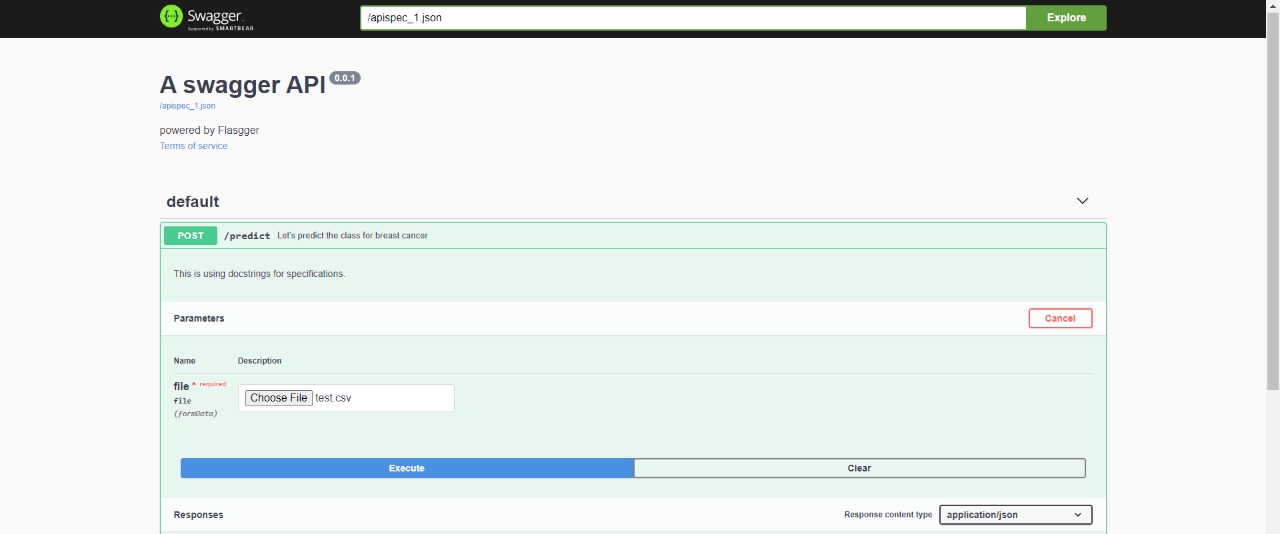 {···} Swagger.
Supported by SMARTBEAR
/apispec_1.json
Explore
A swagger API 0.0.1
/apispec_1.json
powered by Flasgger
Terms of service
default
POST /predict Let's predict the class for breast cancer
This is using docstrings for specifications.
Parameters
Cancel
Name Description
file * required
file
(formData)
Choose File test.csv
Execute
Clear
Responses
Response content type application/json